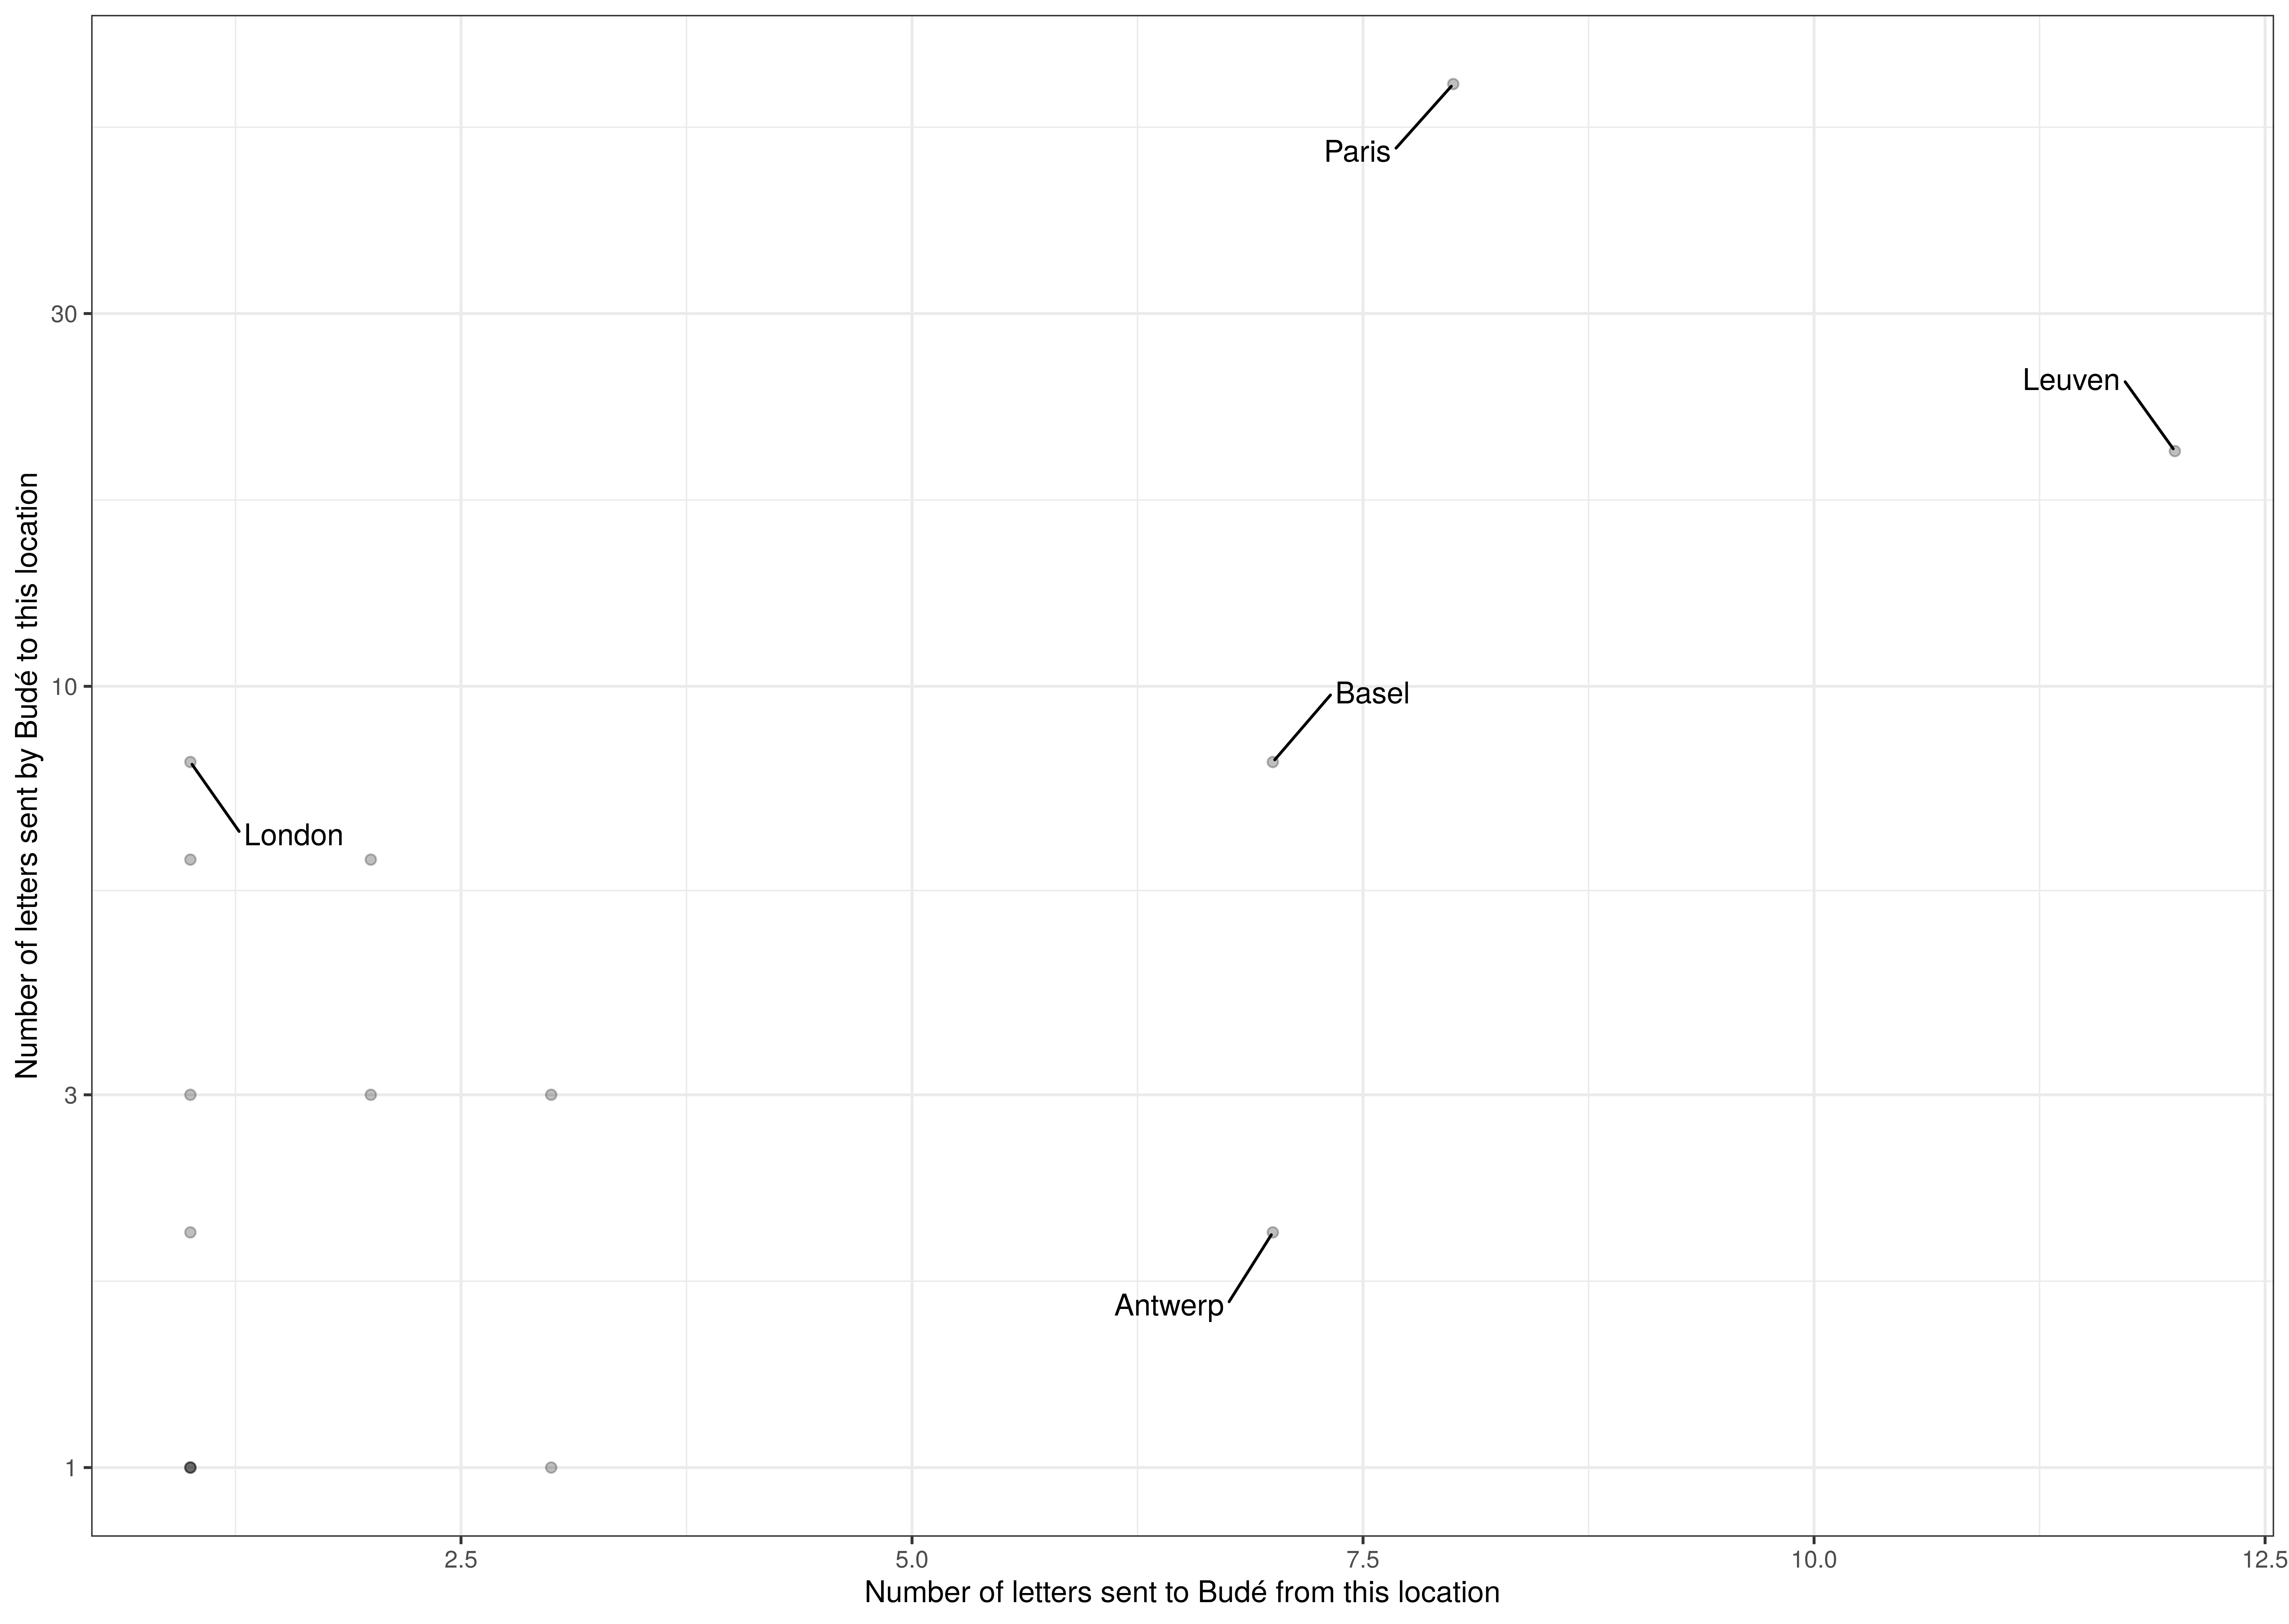 Paris
30
Leuven
10
Basel
London
3
Antwerp
1
2.5
5.0
7.5
10.0
12.5
Number of letters sent to Budé from this location
Number of letters sent by Budé to this location